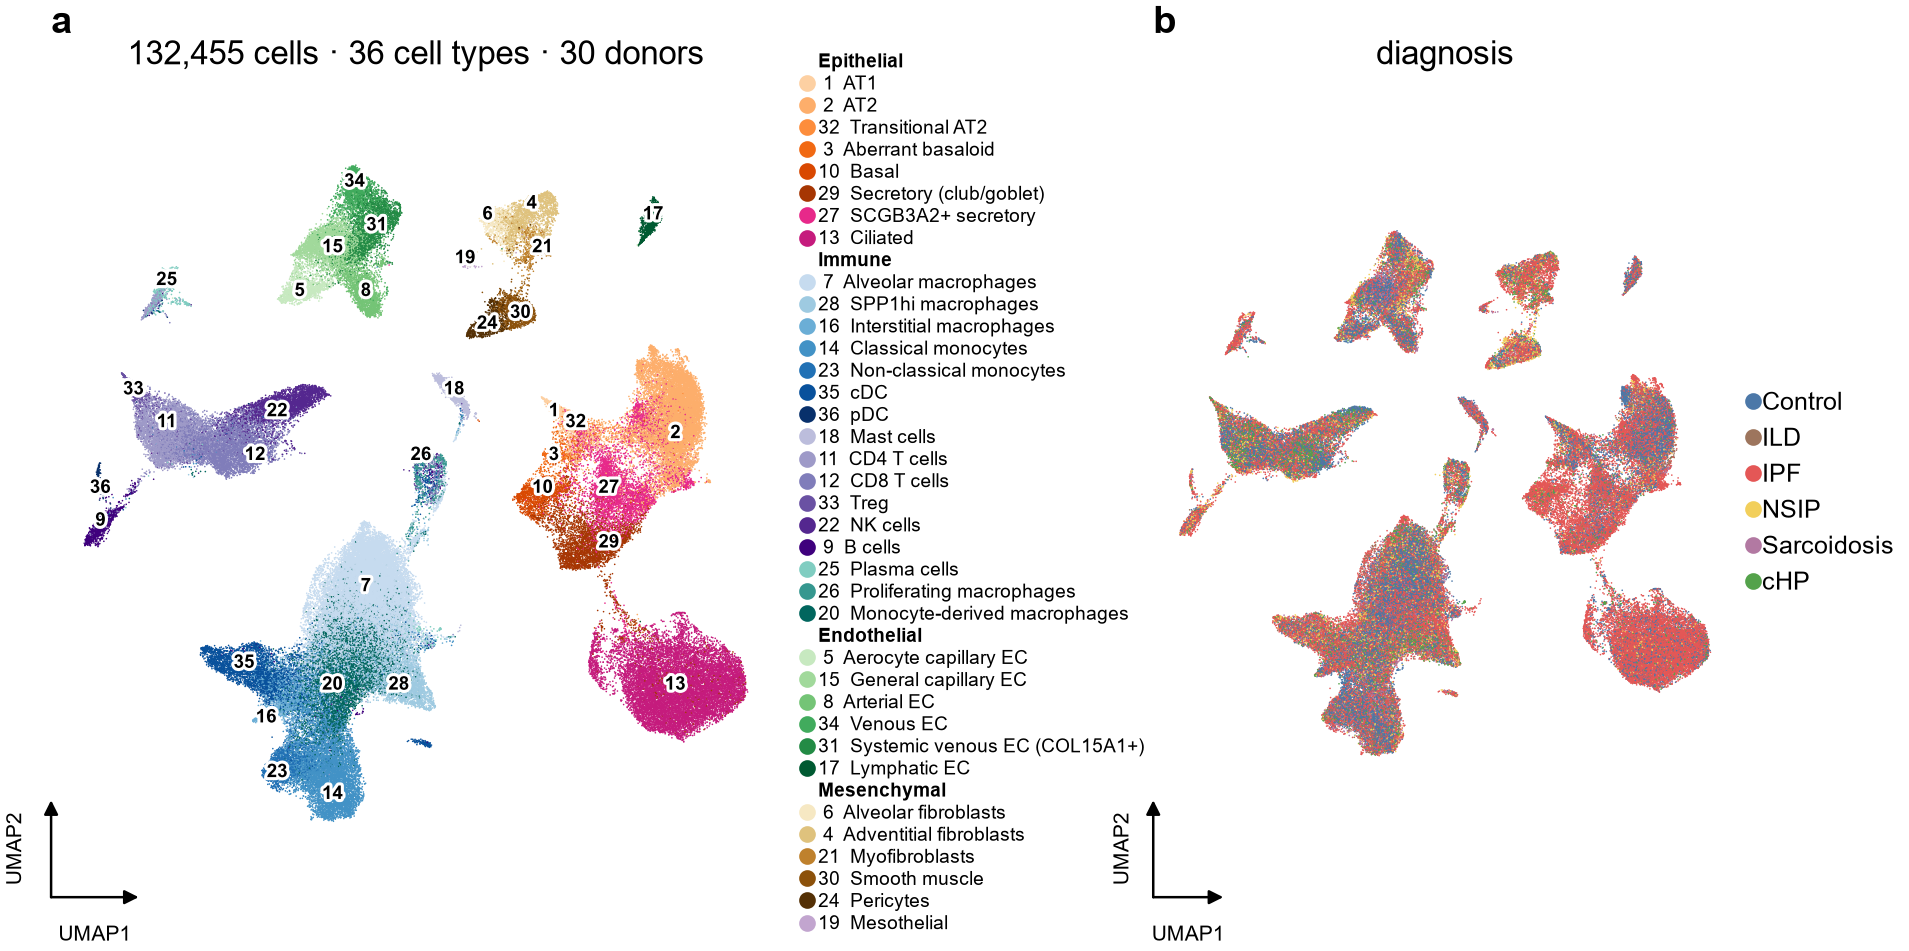 a
132,455 cells · 36 cell types · 30 donors
34
31
15
5
8
6
4
21
19
30
24
17
25
33
11
22
12
36
9
18
26
1
32
2
3
10
27
29
7
35
20
28
16
23
14
13
UMAP2
UMAP1
Epithelial
1 AT1
2 AT2
32 Transitional AT2
3 Aberrant basaloid
10 Basal
29 Secretory (club/goblet)
27 SCGB3A2+ secretory
13 Ciliated
Immune
7 Alveolar macrophages
28 SPP1hi macrophages
16 Interstitial macrophages
14 Classical monocytes
23 Non-classical monocytes
35 cDC
36 pDC
18 Mast cells
11 CD4 T cells
12 CD8 T cells
33 Treg
22 NK cells
9 B cells
25 Plasma cells
26 Proliferating macrophages
20 Monocyte-derived macrophages
Endothelial
5 Aerocyte capillary EC
15 General capillary EC
8 Arterial EC
34 Venous EC
31 Systemic venous EC (COL15A1+)
17 Lymphatic EC
Mesenchymal
6 Alveolar fibroblasts
4 Adventitial fibroblasts
21 Myofibroblasts
30 Smooth muscle
24 Pericytes
19 Mesothelial
b
diagnosis
Control
ILD
IPF
NSIP
Sarcoidosis
cHP
UMAP2
UMAP1